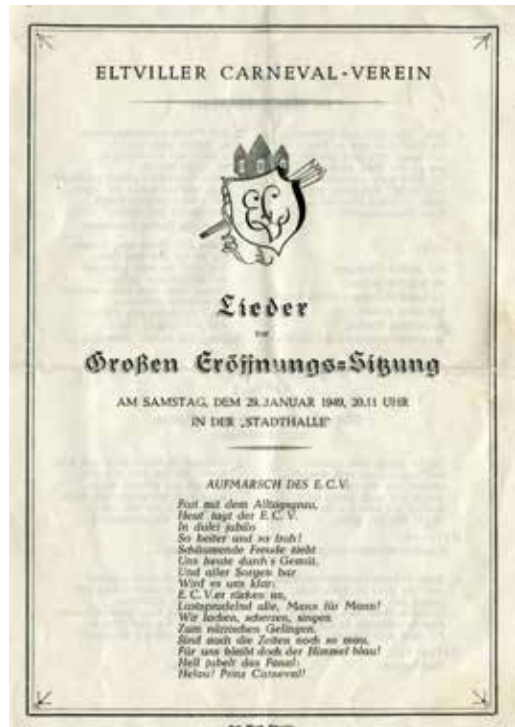 ELTVILLER CARNEVAL-VEREIN
ECV
Lieder
zur
Großen Eröffnungs=Sitzung
AM SAMSTAG, DEM 29. JANUAR 1949, 20.11 UHR
IN DER „STADTHALLE"
AUFMARSCH DES E.C.V.
Fort mit dem Alltagsgrau,
Heut' tagt der E.C.V.
In dulci jubilo
So heiter und so froh!
Schäumende Freude zieht
Uns heute durch's Gemüt,
Und aller Sorgen bar
Wird es uns klar:
E.C.V.er rücken an,
Lustsprudelnd alle, Mann für Mann!
Wir lachen, scherzen, singen
Zum närrischen Gelingen.
Sind auch die Zeiten noch so mau,
Für uns bleibt doch der Himmel blau!
Hell jubelt das Fanal:
Helau! Prinz Carneval!